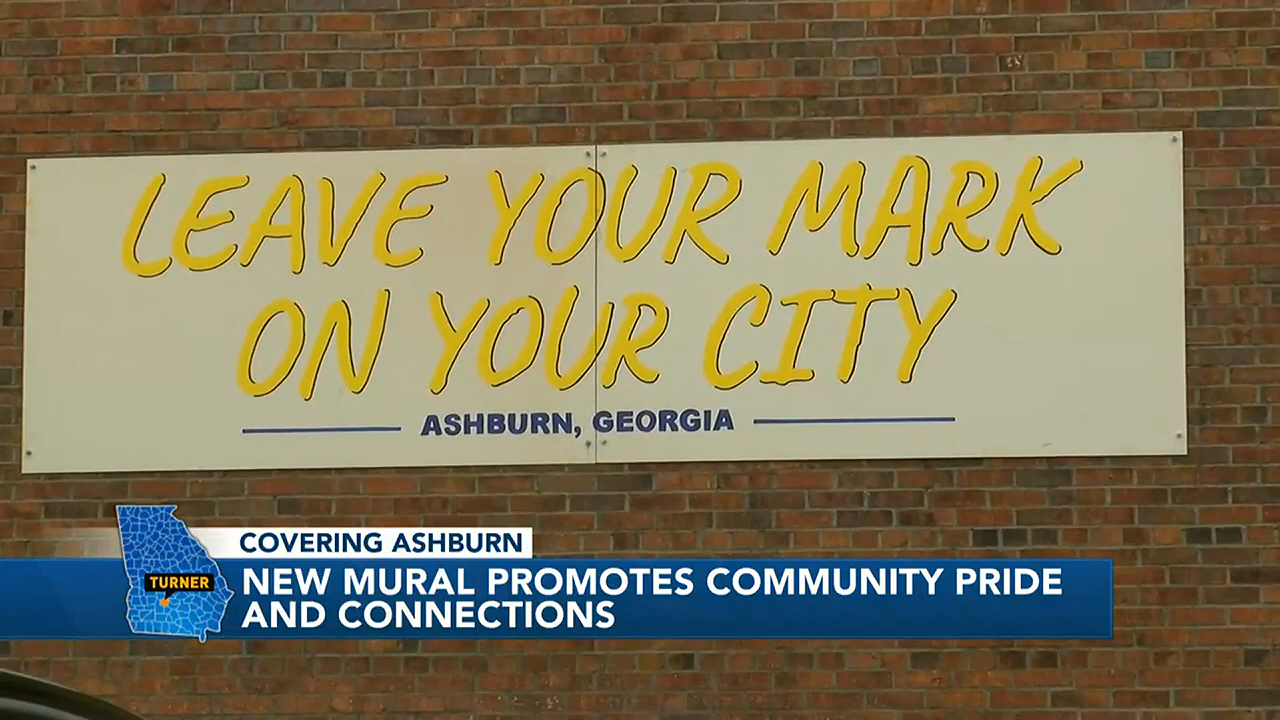 LEAVE YOUR MARK
ON YOUR CITY
ASHBURN, GEORGIA
COVERING ASHBURN
TURNER
NEW MURAL PROMOTES COMMUNITY PRIDE
AND CONNECTIONS